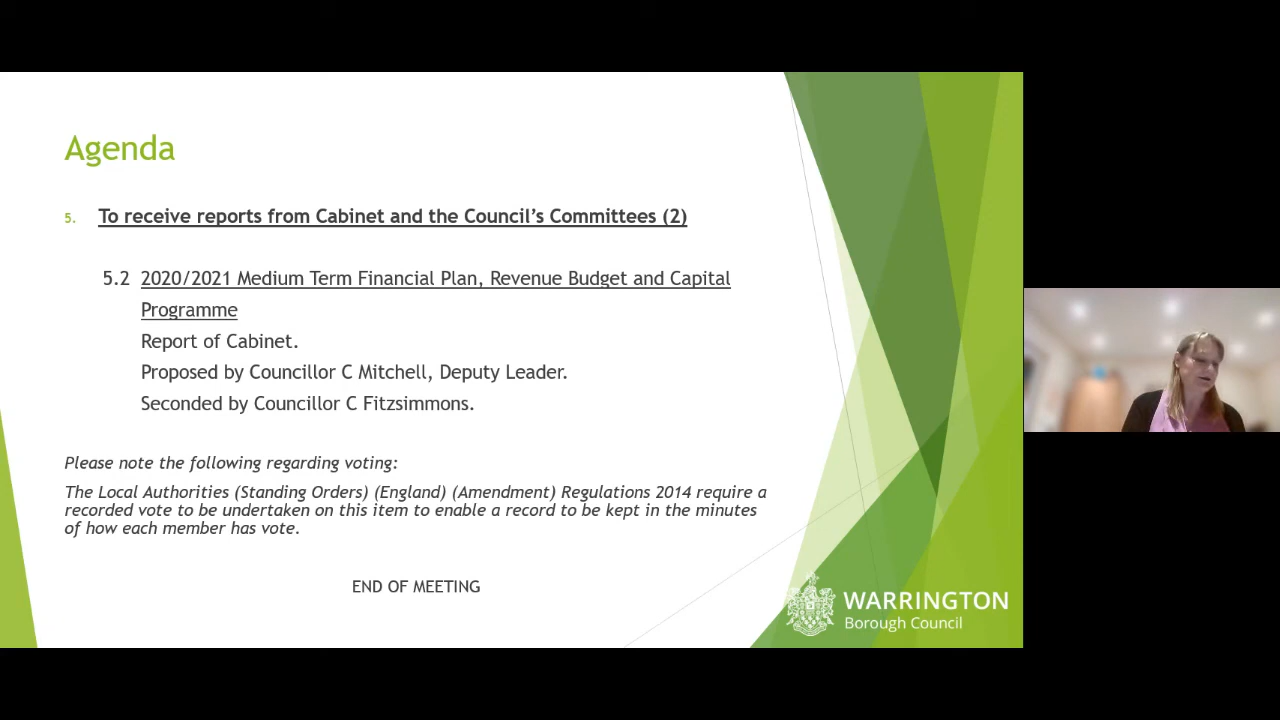 Agenda
5. To receive reports from Cabinet and the Council's Committees (2)
5.2 2020/2021 Medium Term Financial Plan, Revenue Budget and Capital
Programme
Report of Cabinet.
Proposed by Councillor C Mitchell, Deputy Leader.
Seconded by Councillor C Fitzsimmons.
Please note the following regarding voting:
The Local Authorities (Standing Orders) (England) (Amendment) Regulations 2014 require a
recorded vote to be undertaken on this item to enable a record to be kept in the minutes
of how each member has vote.
END OF MEETING
WARRINGTON
Borough Council